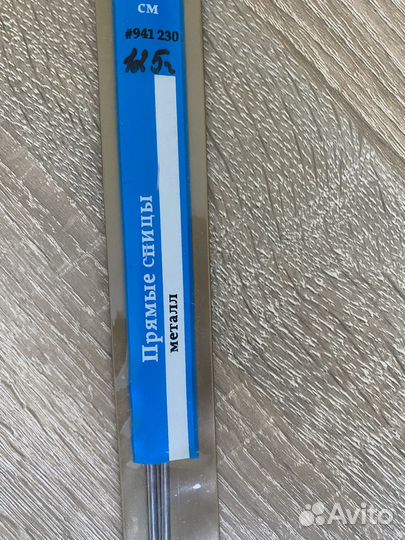 см
#941 230
Прямые спицы
металл
Avito